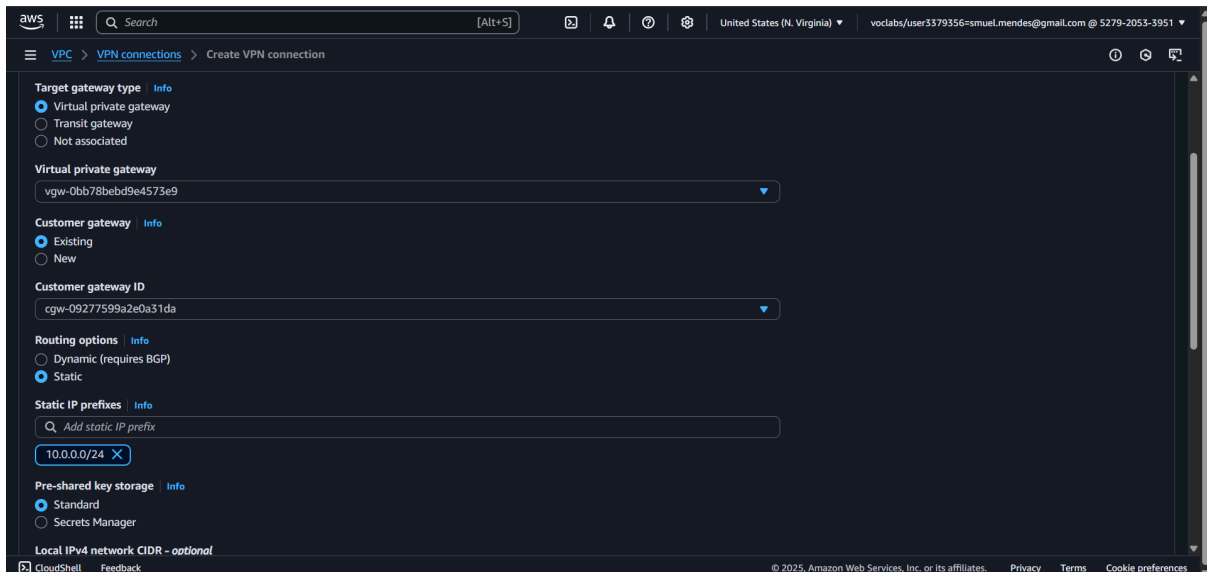 aws
Search [Alt+S] United States (N. Virginia) voclabs/user3379356=smuel.mendes@gmail.com @ 5279-2053-3951
VPC > VPN connections > Create VPN connection
Target gateway type Info
Virtual private gateway
Transit gateway
Not associated
Virtual private gateway
vgw-0bb78bebd9e4573e9
Customer gateway Info
Existing
New
Customer gateway ID
cgw-09277599a2e0a31da
Routing options Info
Dynamic (requires BGP)
Static
Static IP prefixes Info
Add static IP prefix
10.0.0.0/24
Pre-shared key storage Info
Standard
Secrets Manager
Local IPv4 network CIDR - optional
CloudShell Feedback © 2025, Amazon Web Services, Inc. or its affiliates. Privacy Terms Cookie preferences